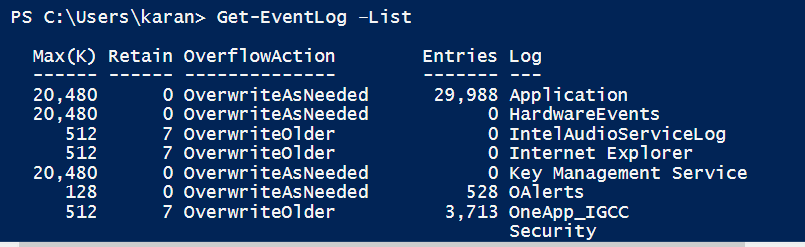 PS C:\Users\karan> Get-EventLog –List
Max(K) Retain OverflowAction Entries Log
------ ------ -------------- ------- ---
20,480 0 OverwriteAsNeeded 29,988 Application
20,480 0 OverwriteAsNeeded 0 HardwareEvents
512 7 OverwriteOlder 0 IntelAudioServiceLog
512 7 OverwriteOlder 0 Internet Explorer
20,480 0 OverwriteAsNeeded 0 Key Management Service
128 0 OverwriteAsNeeded 528 OAlerts
512 7 OverwriteOlder 3,713 OneApp_IGCC
Security